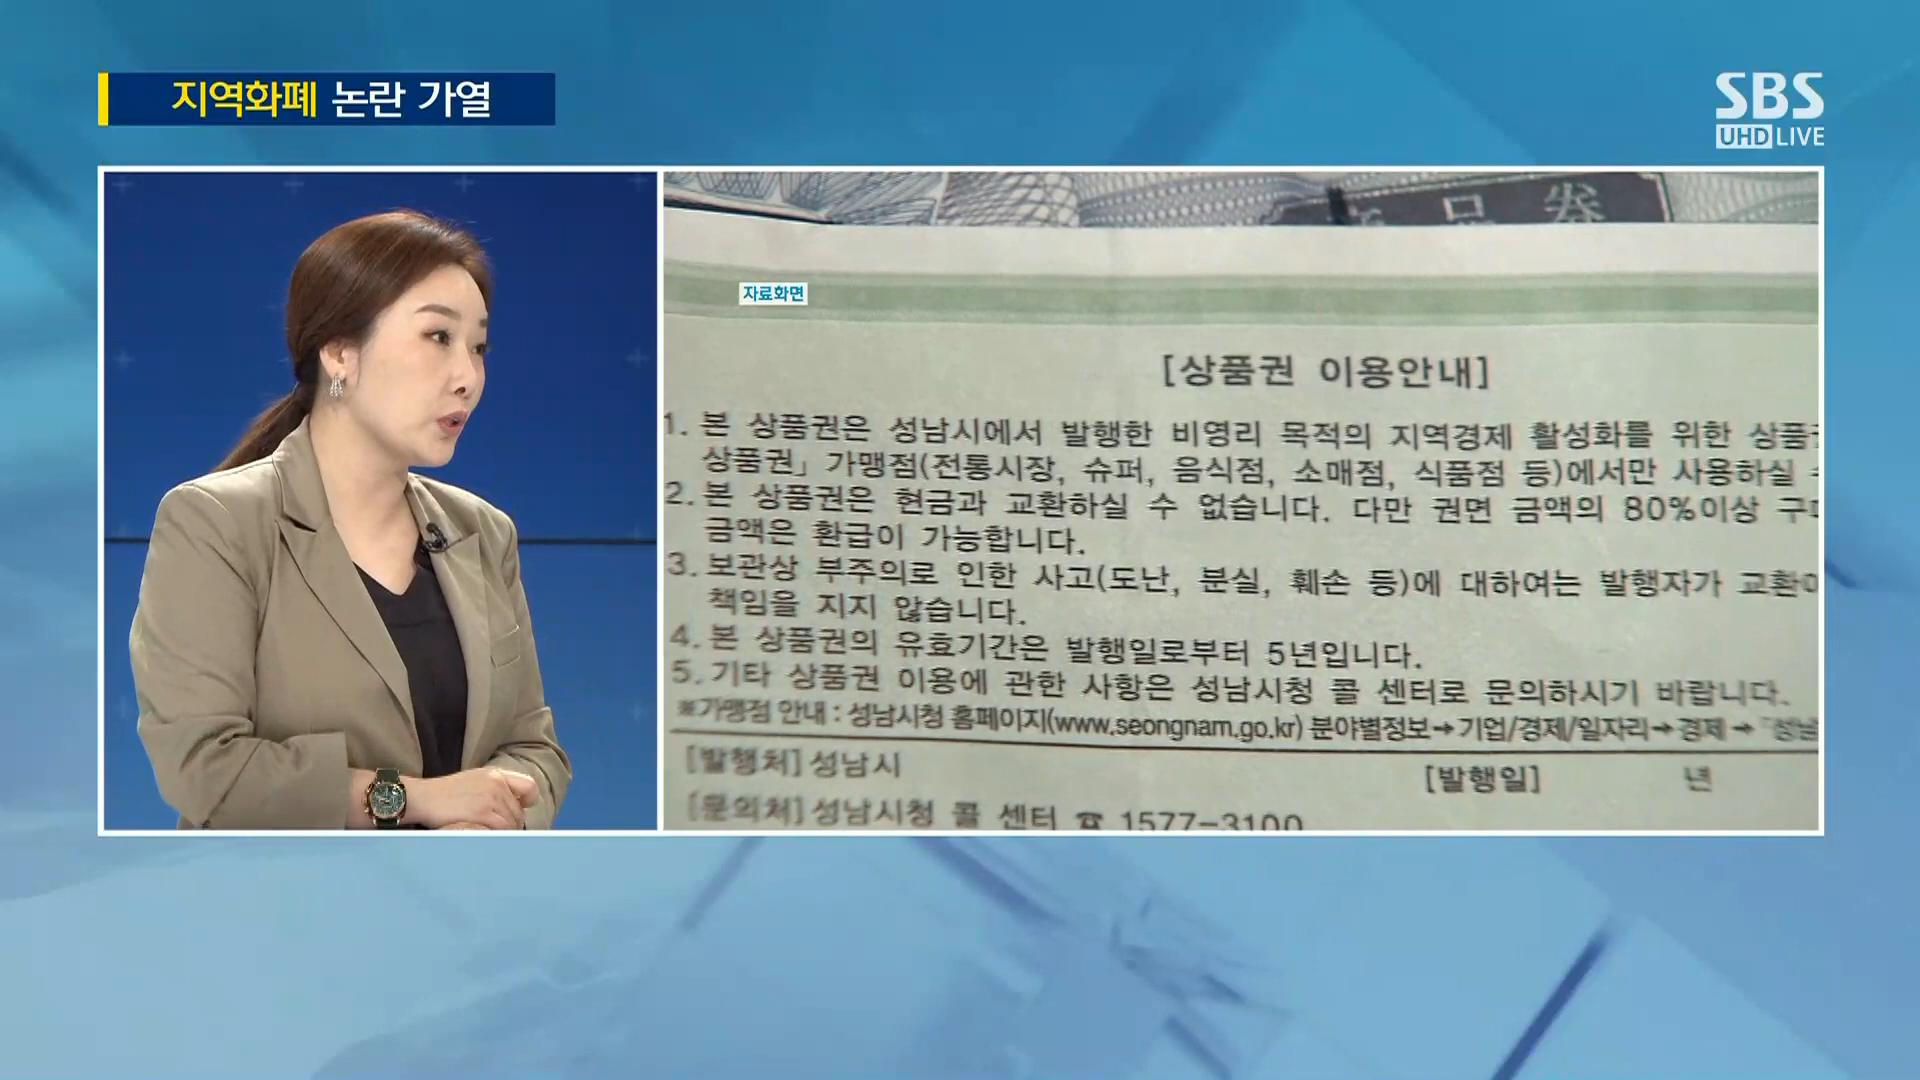 지역화폐 논란 가열
SBS
UHD LIVE
자료화면
品 券
[상품권 이용안내]
1. 본 상품권은 성남시에서 발행한 비영리 목적의 지역경제 활성화를 위한
상품권」 가맹점(전통시장, 슈퍼, 음식점, 소매점, 식품점 등)에서만 사용하실
2. 본 상품권은 현금과 교환하실 수 없습니다. 다만 권면 금액의 80%이상
금액은 환급이 가능합니다.
3. 보관상 부주의로 인한 사고(도난, 분실, 훼손 등)에 대하여는 발행자가
책임을 지지 않습니다.
4. 본 상품권의 유효기간은 발행일로부터 5년입니다.
5. 기타 상품권 이용에 관한 사항은 성남시청 콜 센터로 문의하시기 바랍니다.
※가맹점 안내 : 성남시청 홈페이지(www.seongnam.go.kr) 분야별정보→기업/경제/일자리→경제→
[발행처] 성남시 [발행일] 년
[문의처] 성남시청 콜 센터 ☎ 1577-3100